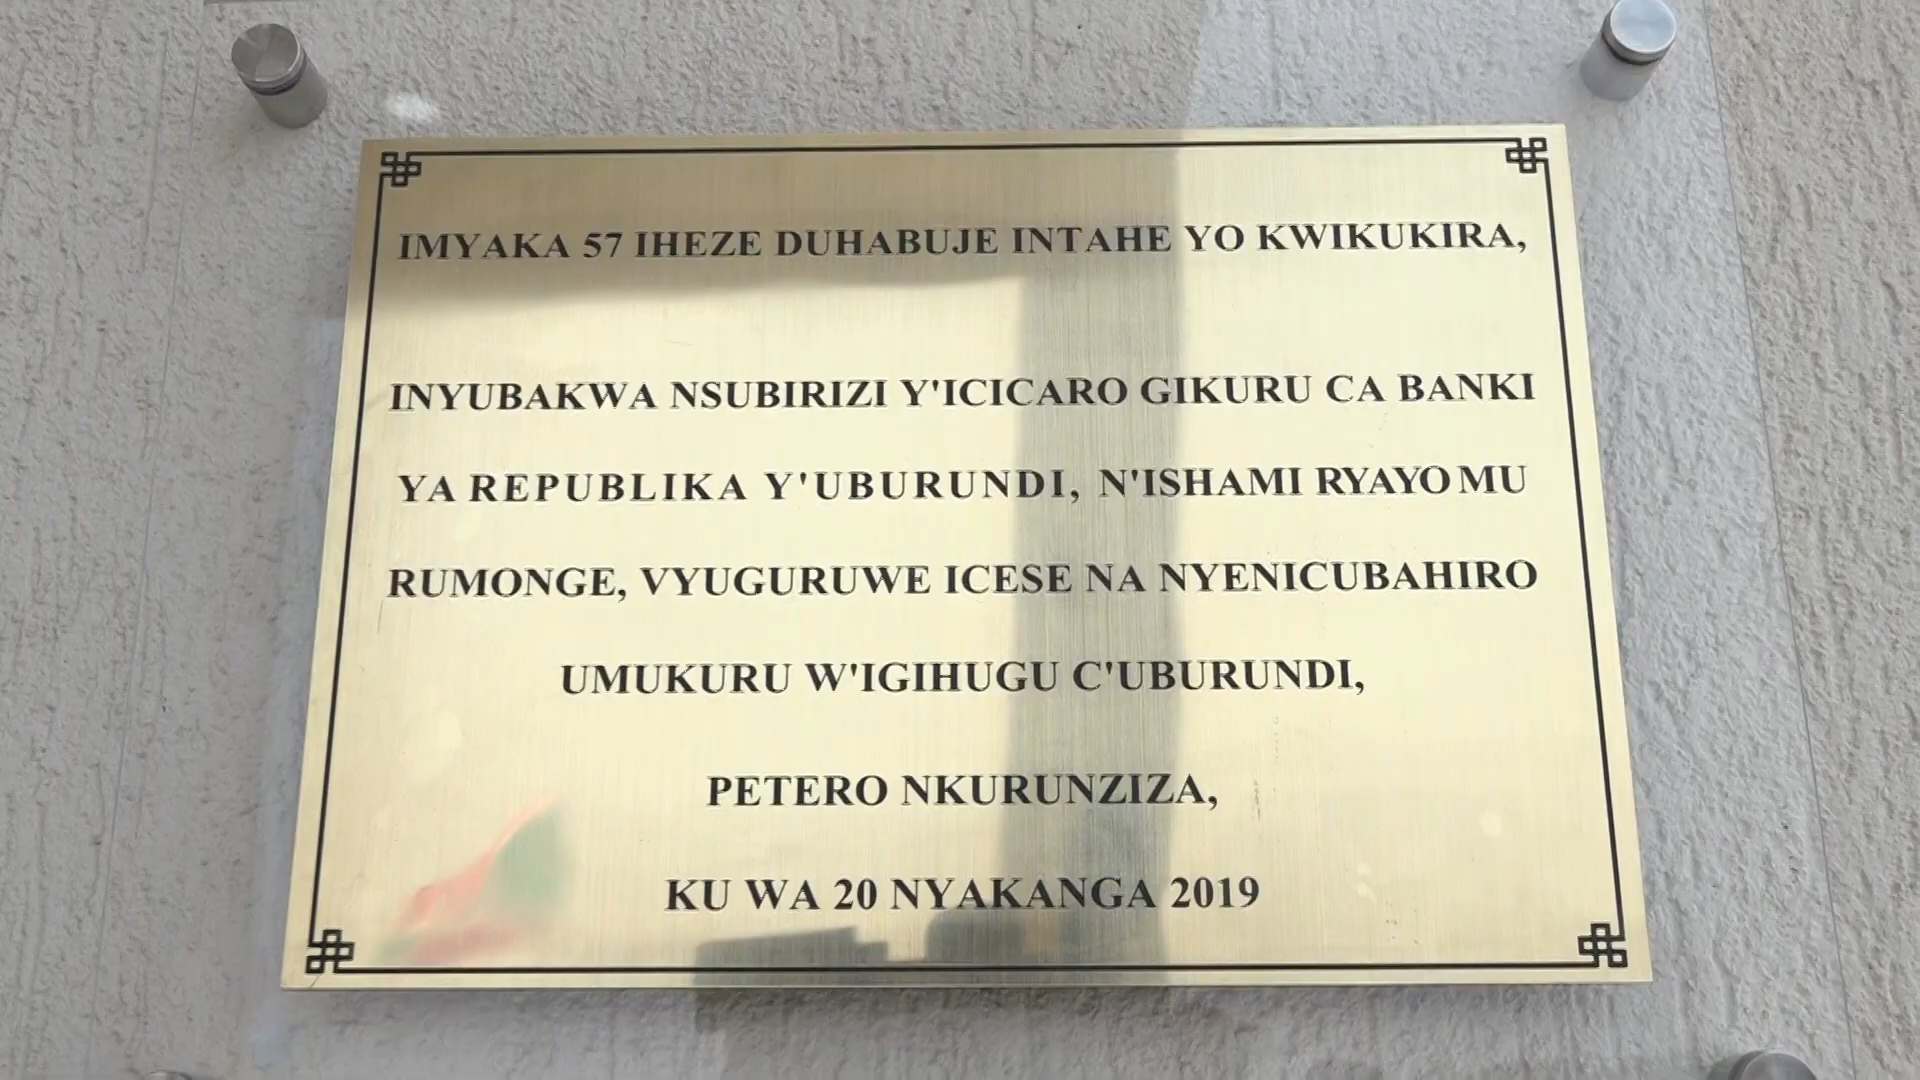 IMYAKA 57 IHEZE DUHABUJE INTAHE YO KWIKUKIRA,
INYUBAKWA NSUBIRIZI Y'ICICARO GIKURU CA BANKI
YA REPUBLIKA Y'UBURUNDI, N'ISHAMI RYAYO MU
RUMONGE, VYUGURUWE ICESE NA NYENICUBAHIRO
UMUKURU W'IGIHUGU C'UBURUNDI,
PETERO NKURUNZIZA,
KU WA 20 NYAKANGA 2019